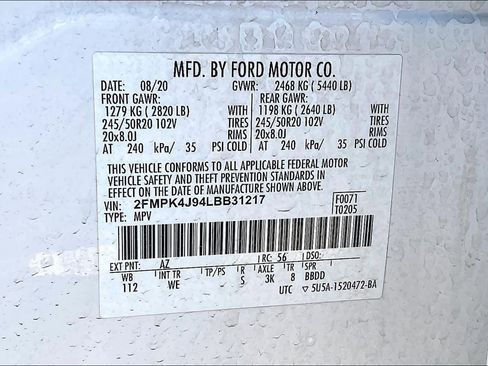 MFD. BY FORD MOTOR CO.
DATE: 08/20 GVWR: 2468 KG ( 5440 LB)
FRONT GAWR: REAR GAWR:
1279 KG ( 2820 LB) WITH 1198 KG ( 2640 LB) WITH
245/50R20 102V TIRES 245/50R20 102V TIRES
20x8.0J RIMS 20x8.0J RIMS
AT 240 kPa/ 35 PSI COLD AT 240 kPa/ 35 PSI COLD
THIS VEHICLE CONFORMS TO ALL APPLICABLE FEDERAL MOTOR
VEHICLE SAFETY AND THEFT PREVENTION STANDARDS IN EFFECT ON
THE DATE OF MANUFACTURE SHOWN ABOVE.
VIN: 2FMPK4J94LBB31217 F0071
TYPE: MPV T0205
EXT PNT: AZ RC: 56 DSO:
WB INT TR TP/PS R AXLE TR SPR
112 WE S 3K 8 BBDD
UTC ▽5U5A-1520472-BA